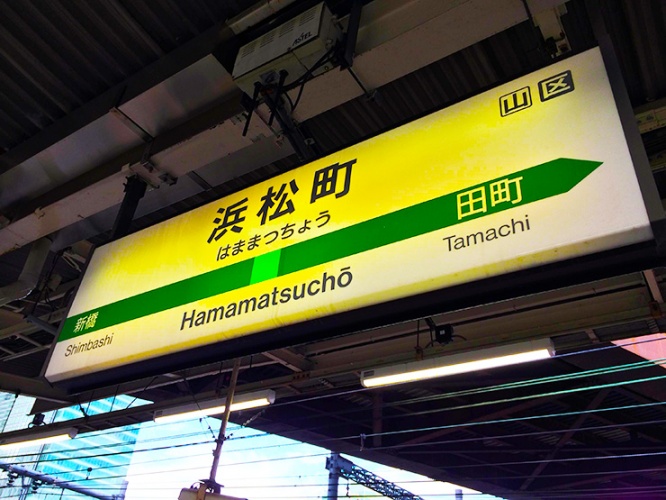 山 区
浜松町
はままつちょう
田町
Tamachi
新橋
Shimbashi
Hamamatsuchō